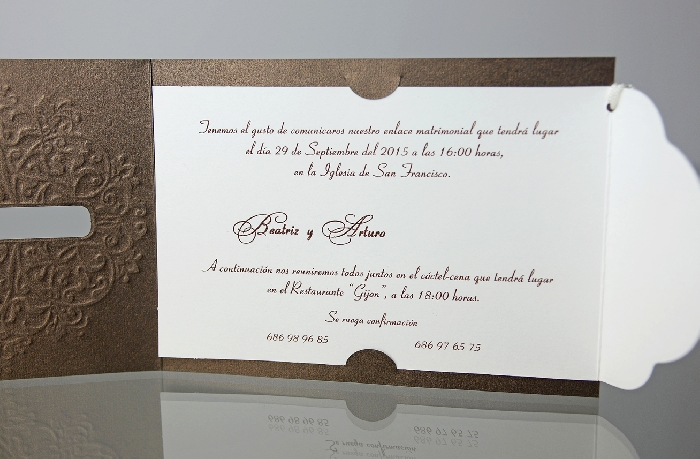 Tenemos el gusto de comunicaros nuestro enlace matrimonial que tendrá lugar
el día 29 de Septiembre del 2015 a las 16:00 horas,
en la Iglesia de San Francisco.
Beatriz y Arturo
A continuación nos reuniremos todos juntos en el cóctel-cena que tendrá lugar
en el Restaurante "Gijon", a las 18:00 horas.
Se ruega confirmación
686 98 96 85 686 97 65 75